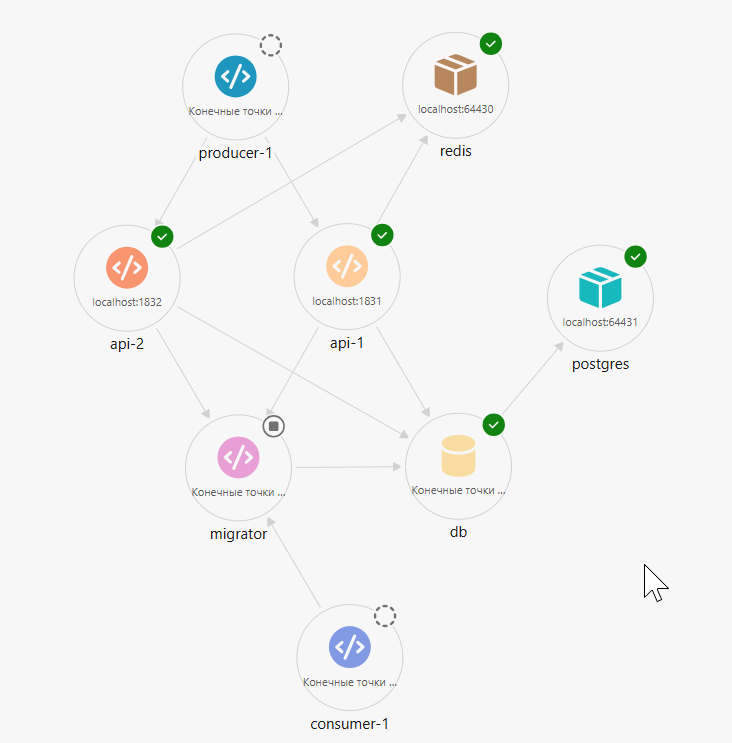 Конечные точки ...
producer-1
localhost:64430
redis
localhost:1832
api-2
localhost:1831
api-1
localhost:64431
postgres
Конечные точки ...
migrator
Конечные точки ...
db
Конечные точки ...
consumer-1